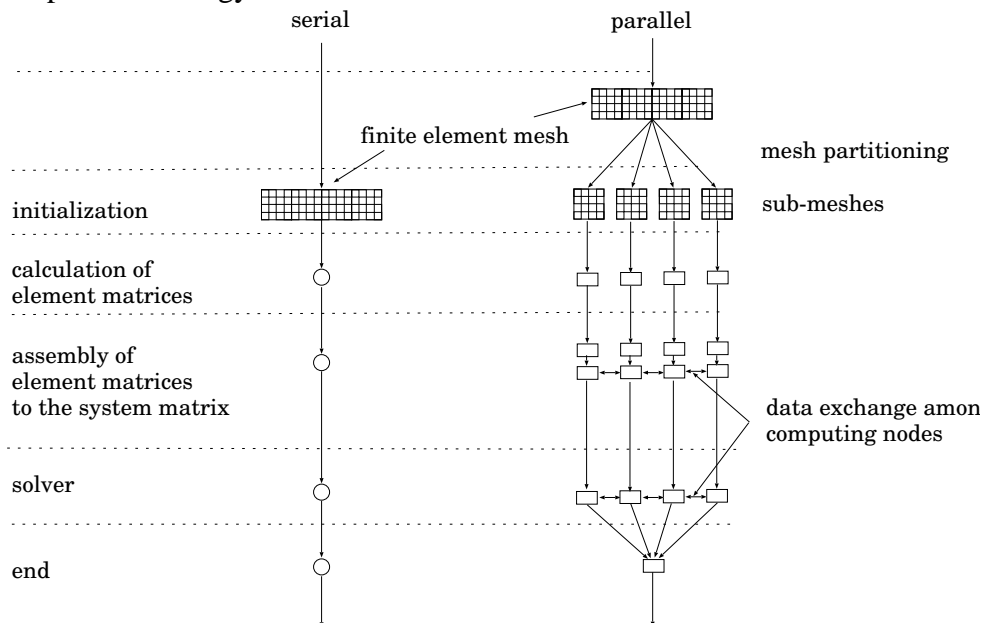 serial
parallel
finite element mesh
mesh partitioning
initialization
sub-meshes
calculation of
element matrices
assembly of
element matrices
to the system matrix
data exchange amon
computing nodes
solver
end